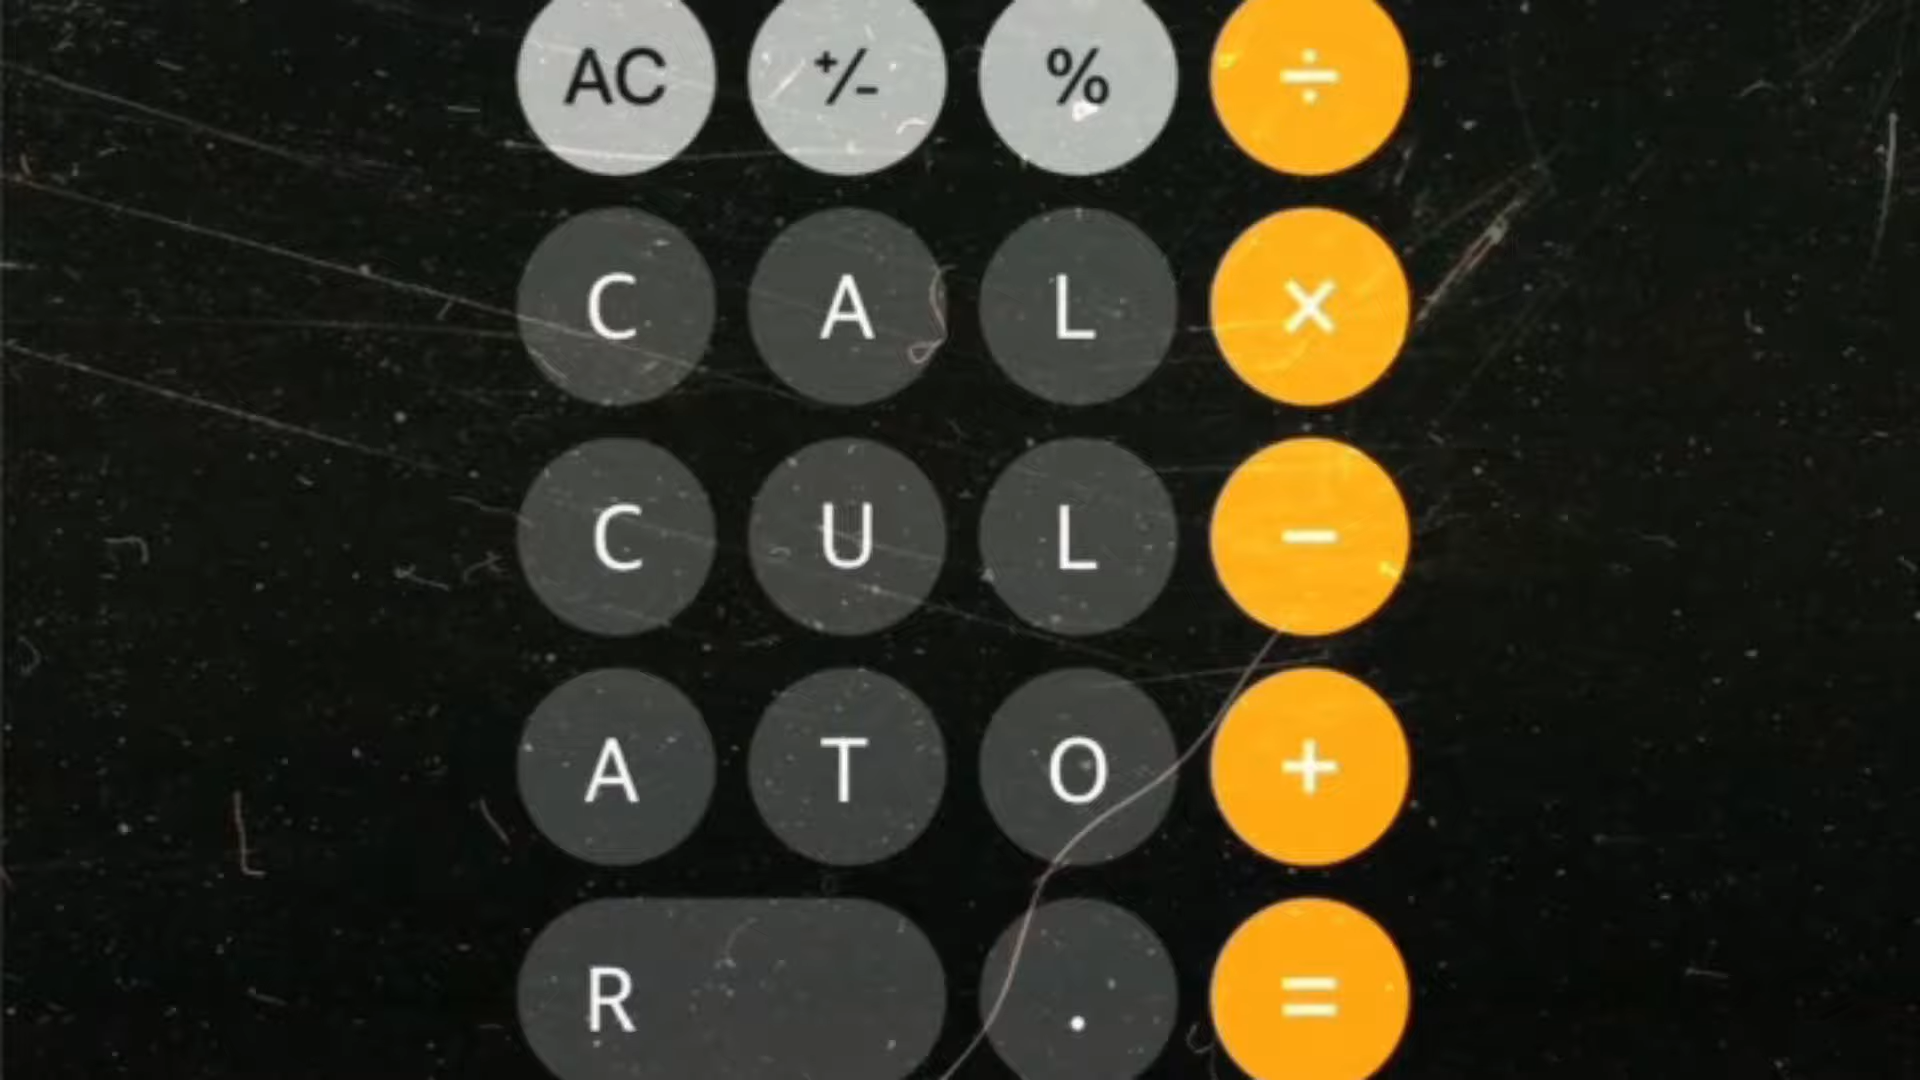 AC +/- % ÷
C A L ×
C U L −
A T O +
R . =